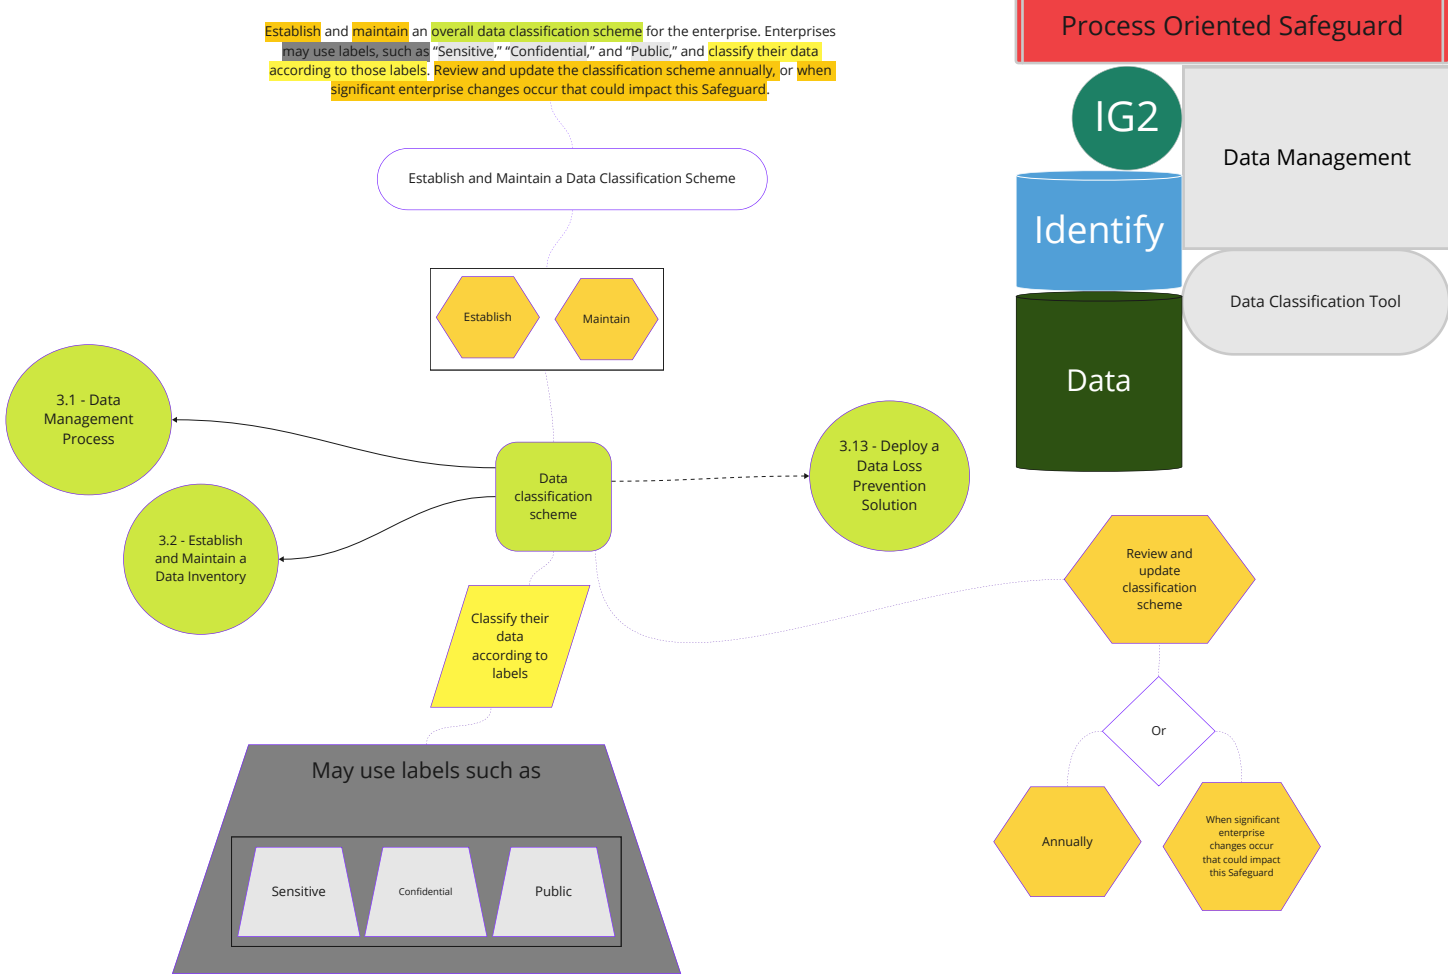 Establish and maintain an overall data classification scheme for the enterprise. Enterprises
may use labels, such as “Sensitive,” “Confidential,” and “Public,” and classify their data
according to those labels. Review and update the classification scheme annually, or when
significant enterprise changes occur that could impact this Safeguard.
Process Oriented Safeguard
IG2
Data Management
Identify
Data Classification Tool
Data
Establish and Maintain a Data Classification Scheme
Establish
Maintain
3.1 - Data
Management
Process
3.2 - Establish
and Maintain a
Data Inventory
Data
classification
scheme
3.13 - Deploy a
Data Loss
Prevention
Solution
Classify their
data
according to
labels
Review and
update
classification
scheme
Or
Annually
When significant
enterprise
changes occur
that could impact
this Safeguard
May use labels such as
Sensitive
Confidential
Public